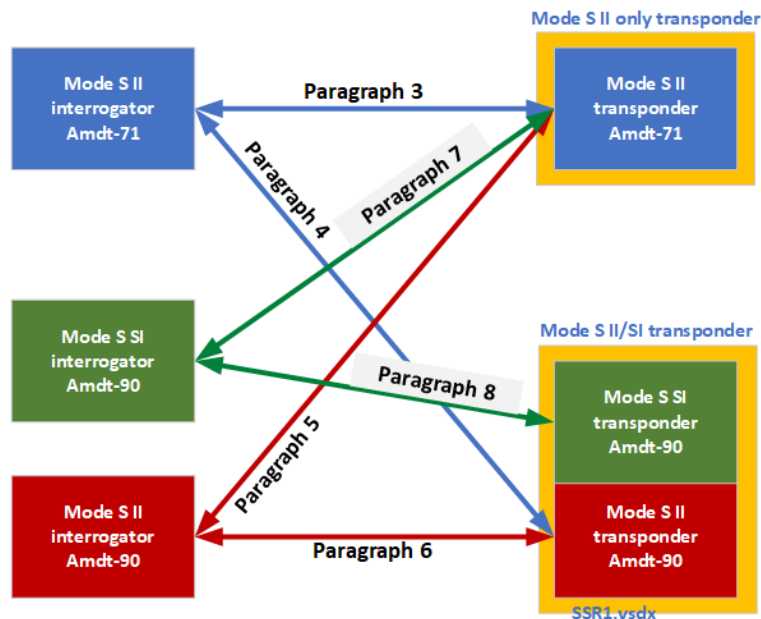 Mode S II only transponder
Mode S II
interrogator
Amdt-71
Paragraph 3
Mode S II
transponder
Amdt-71
Paragraph 4
Paragraph 7
Mode S SI
interrogator
Amdt-90
Mode S II/SI transponder
Paragraph 8
Mode S SI
transponder
Amdt-90
Paragraph 5
Mode S II
interrogator
Amdt-90
Paragraph 6
Mode S II
transponder
Amdt-90
SSR1.vsdx